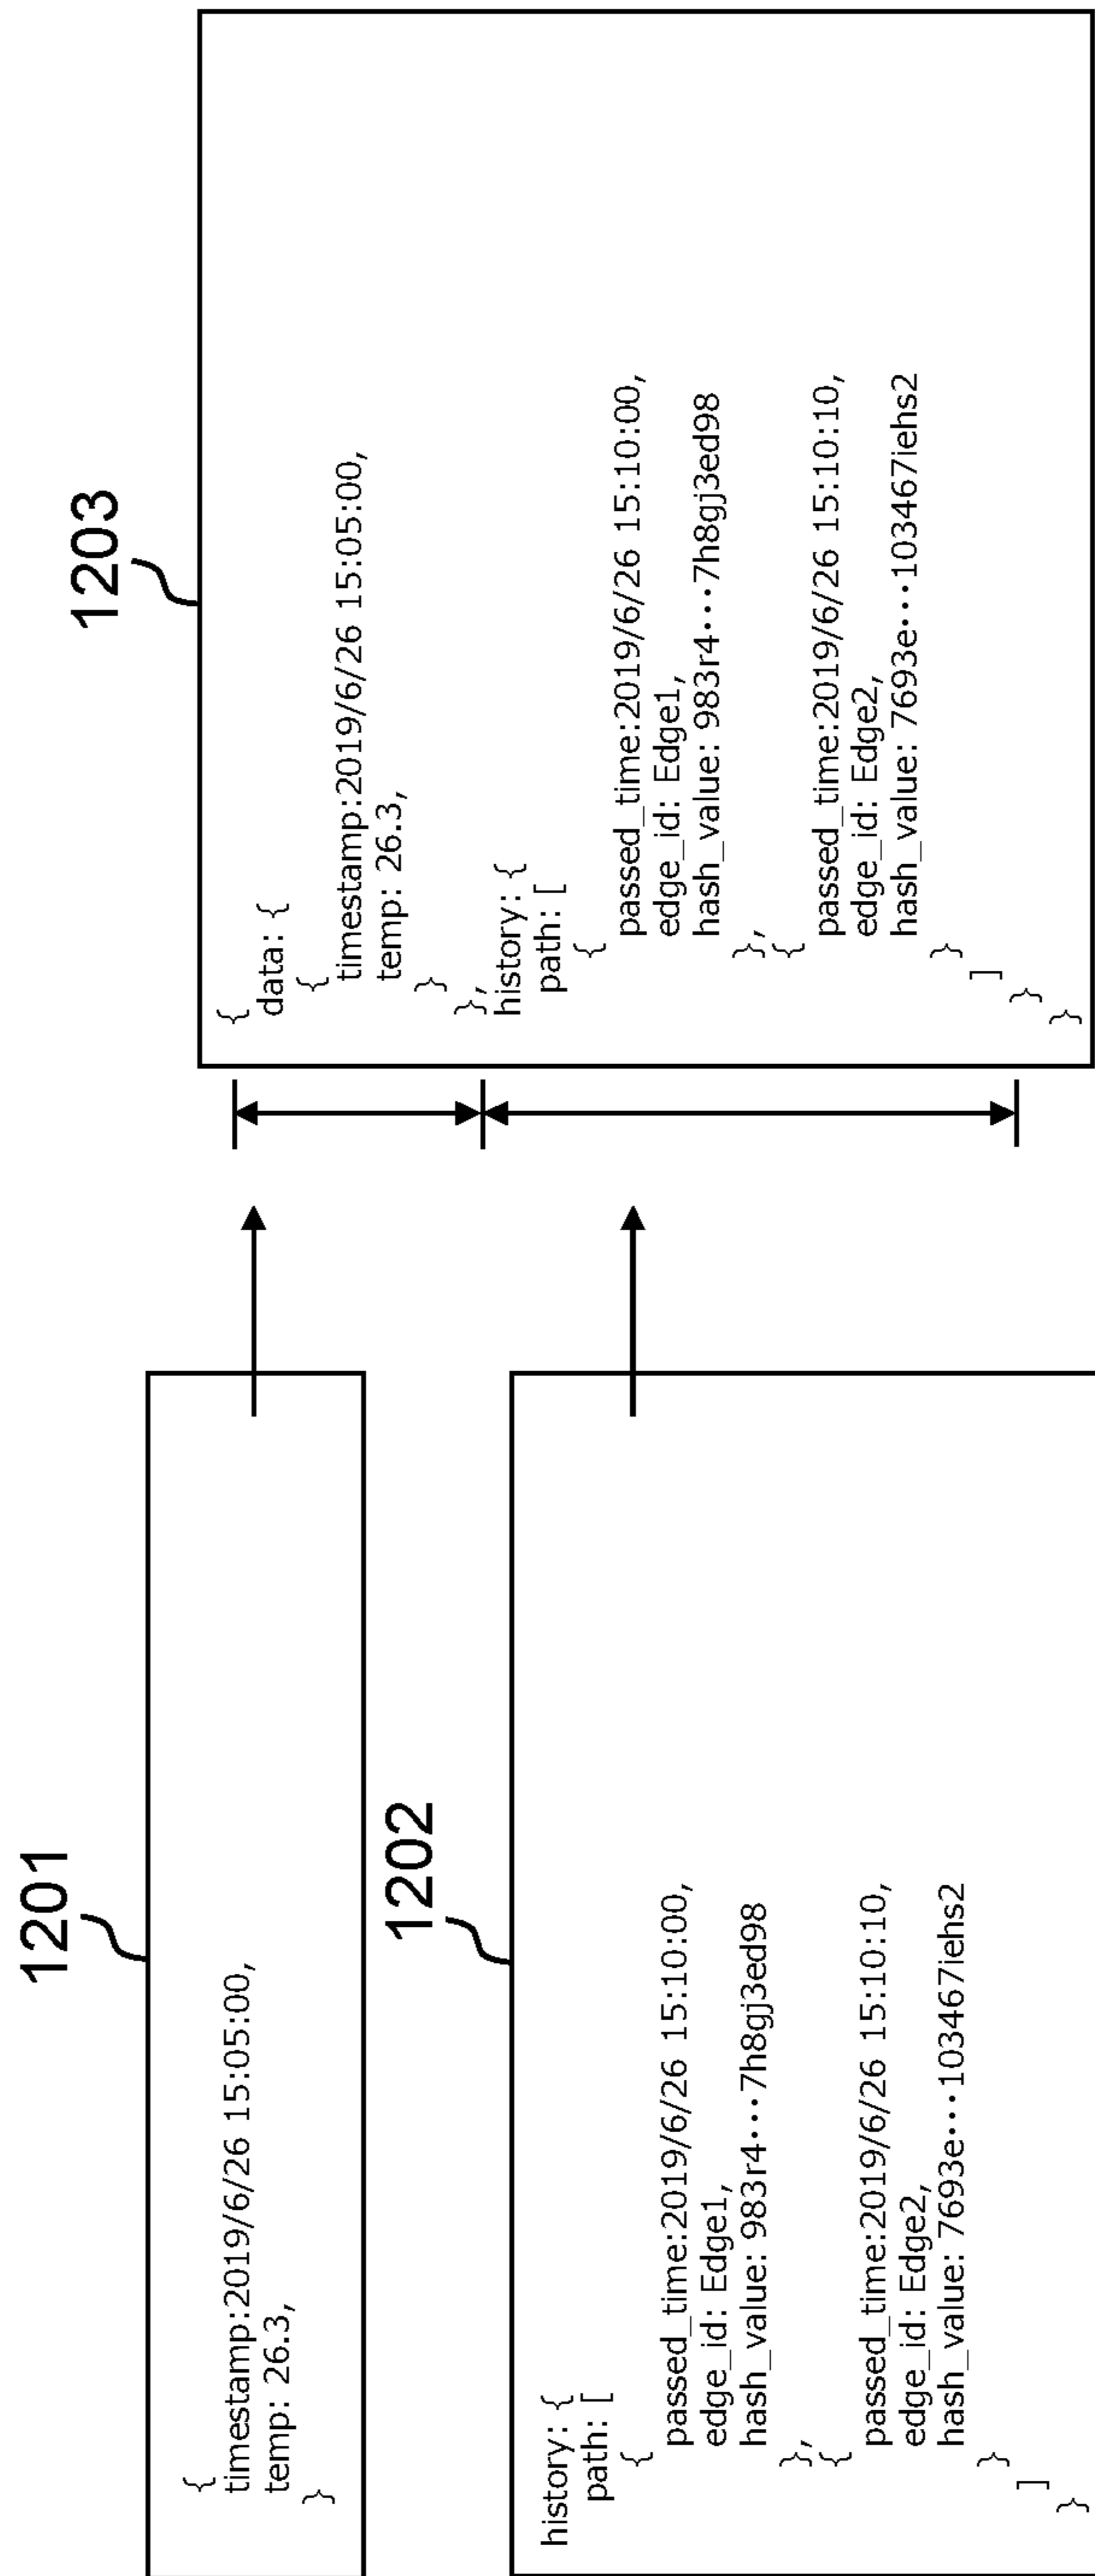 1201
{
timestamp:2019/6/26 15:05:00,
temp: 26.3,
}
1202
history: {
path: [
{
passed_time:2019/6/26 15:10:00,
edge_id: Edge1,
hash_value: 983r4・・・7h8gj3ed98
},
{
passed_time:2019/6/26 15:10:10,
edge_id: Edge2,
hash_value: 7693e・・・103467iehs2
}
]
}
1203
{
data: {
{
timestamp:2019/6/26 15:05:00,
temp: 26.3,
}
},
history: {
path: [
{
passed_time:2019/6/26 15:10:00,
edge_id: Edge1,
hash_value: 983r4・・・7h8gj3ed98
},
{
passed_time:2019/6/26 15:10:10,
edge_id: Edge2,
hash_value: 7693e・・・103467iehs2
}
]
}
}